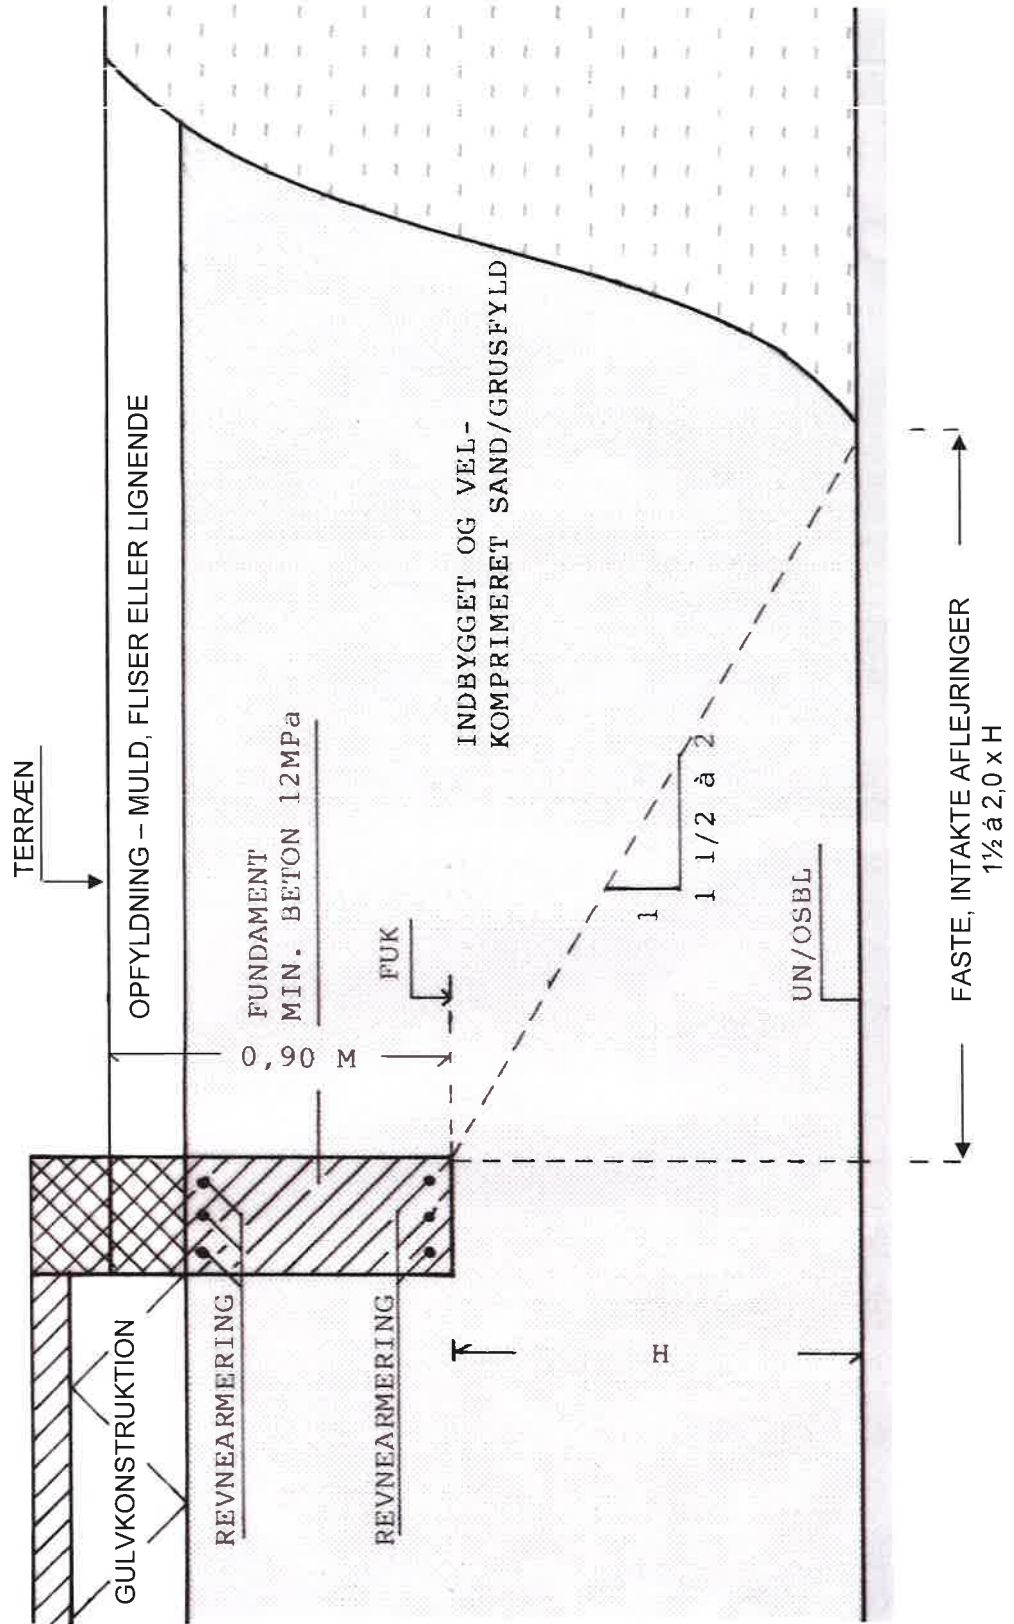 TERRÆN
OPFYLDNING – MULD, FLISER ELLER LIGNENDE
GULVKONSTRUKTION
FUNDAMENT
MIN. BETON 12MPa
0,90 M
REVNEARMERING
FUK
REVNEARMERING
INDBYGGET OG VEL-
KOMPRIMERET SAND/GRUSFYLD
1
1 1/2 à 2
H
UN/OSBL
FASTE, INTAKTE AFLEJRINGER
1½ á 2,0 x H